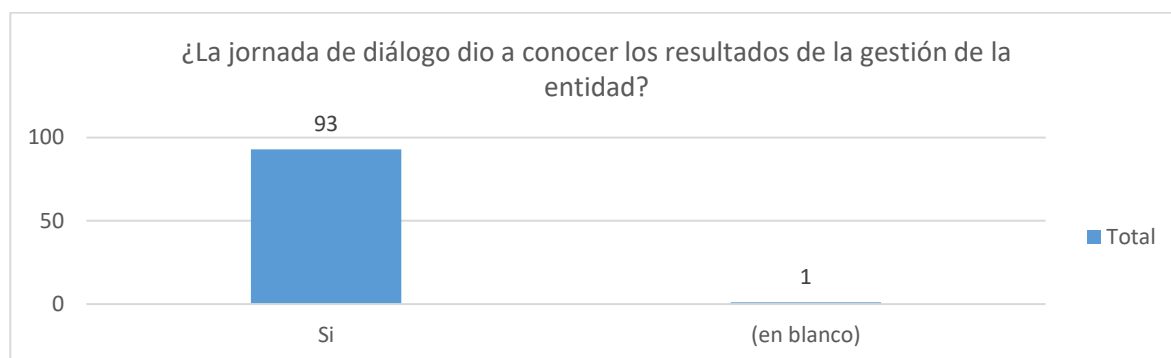 ¿La jornada de diálogo dio a conocer los resultados de la gestión de la
entidad?
93
100
50
1
Total
0
Si
(en blanco)